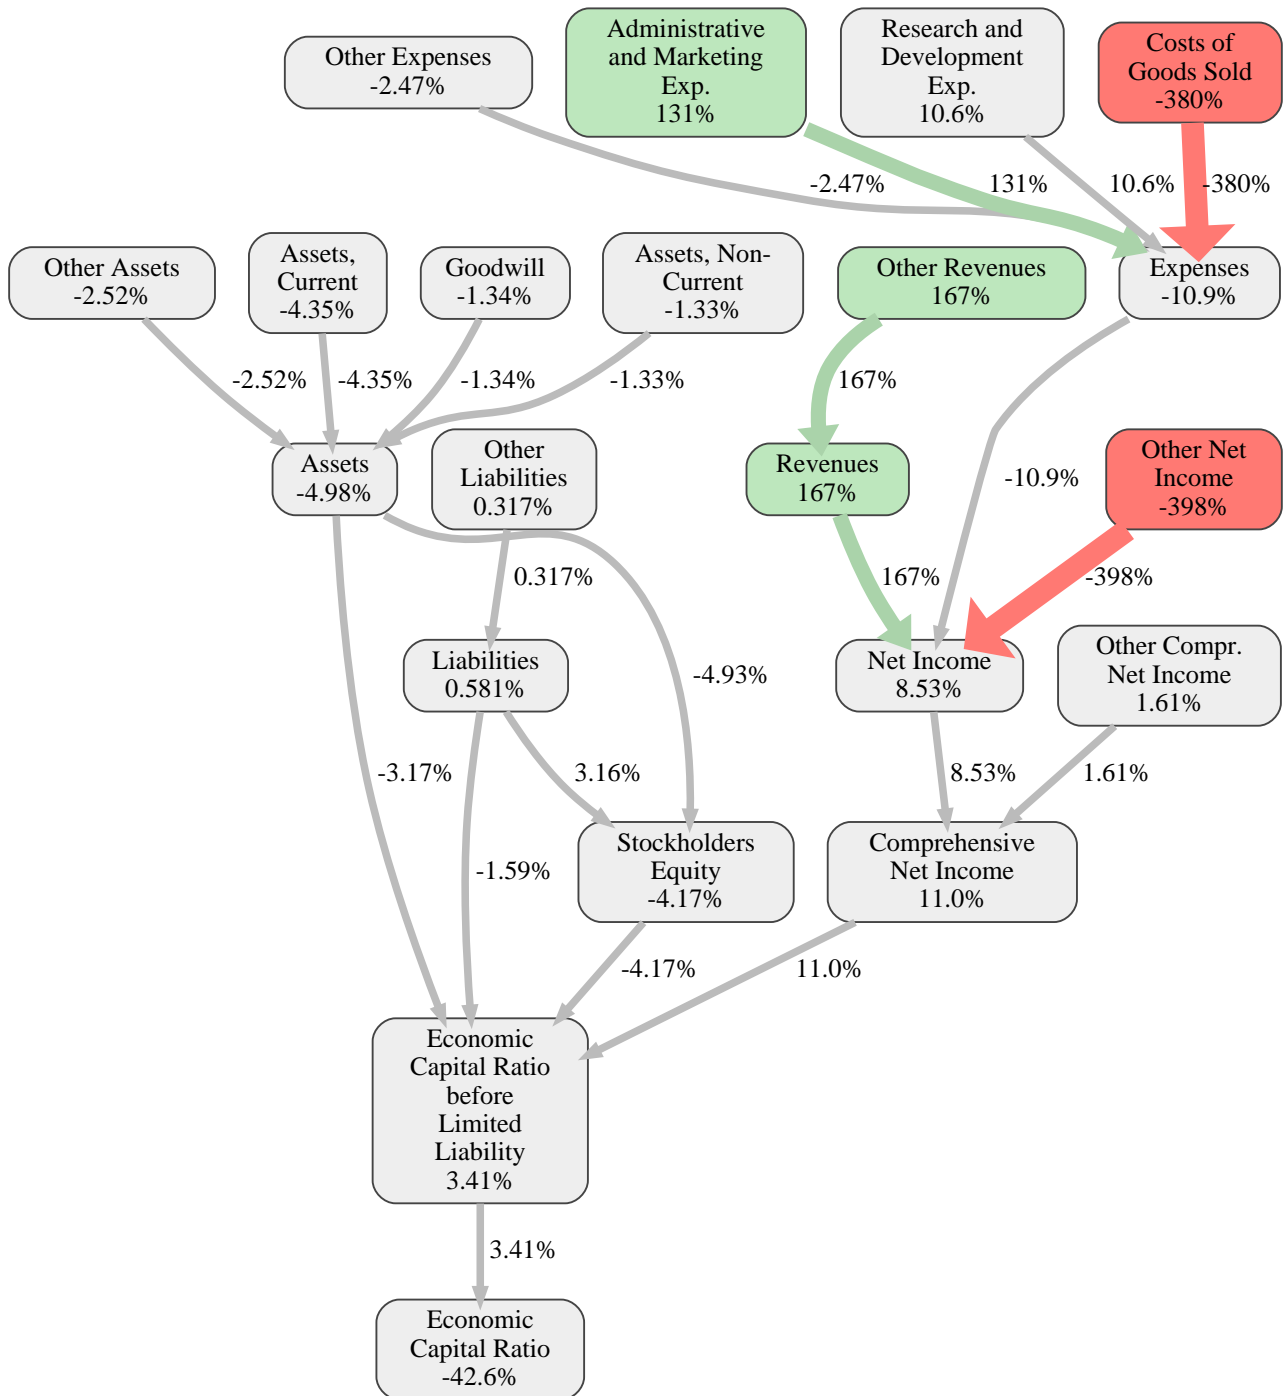 Other Expenses
-2.47%
Administrative
and Marketing
Exp.
131%
Research and
Development
Exp.
10.6%
Costs of
Goods Sold
-380%
-2.47%
131%
10.6%
-380%
Other Assets
-2.52%
Assets,
Current
-4.35%
Goodwill
-1.34%
Assets, Non-
Current
-1.33%
Other Revenues
167%
Expenses
-10.9%
-2.52%
-4.35%
-1.34%
-1.33%
167%
Assets
-4.98%
Other
Liabilities
0.317%
Revenues
167%
-10.9%
Other Net
Income
-398%
0.317%
167%
-398%
Liabilities
0.581%
-4.93%
Net Income
8.53%
Other Compr.
Net Income
1.61%
-3.17%
3.16%
8.53%
1.61%
-1.59%
Stockholders
Equity
-4.17%
Comprehensive
Net Income
11.0%
-4.17%
11.0%
Economic
Capital Ratio
before
Limited
Liability
3.41%
3.41%
Economic
Capital Ratio
-42.6%